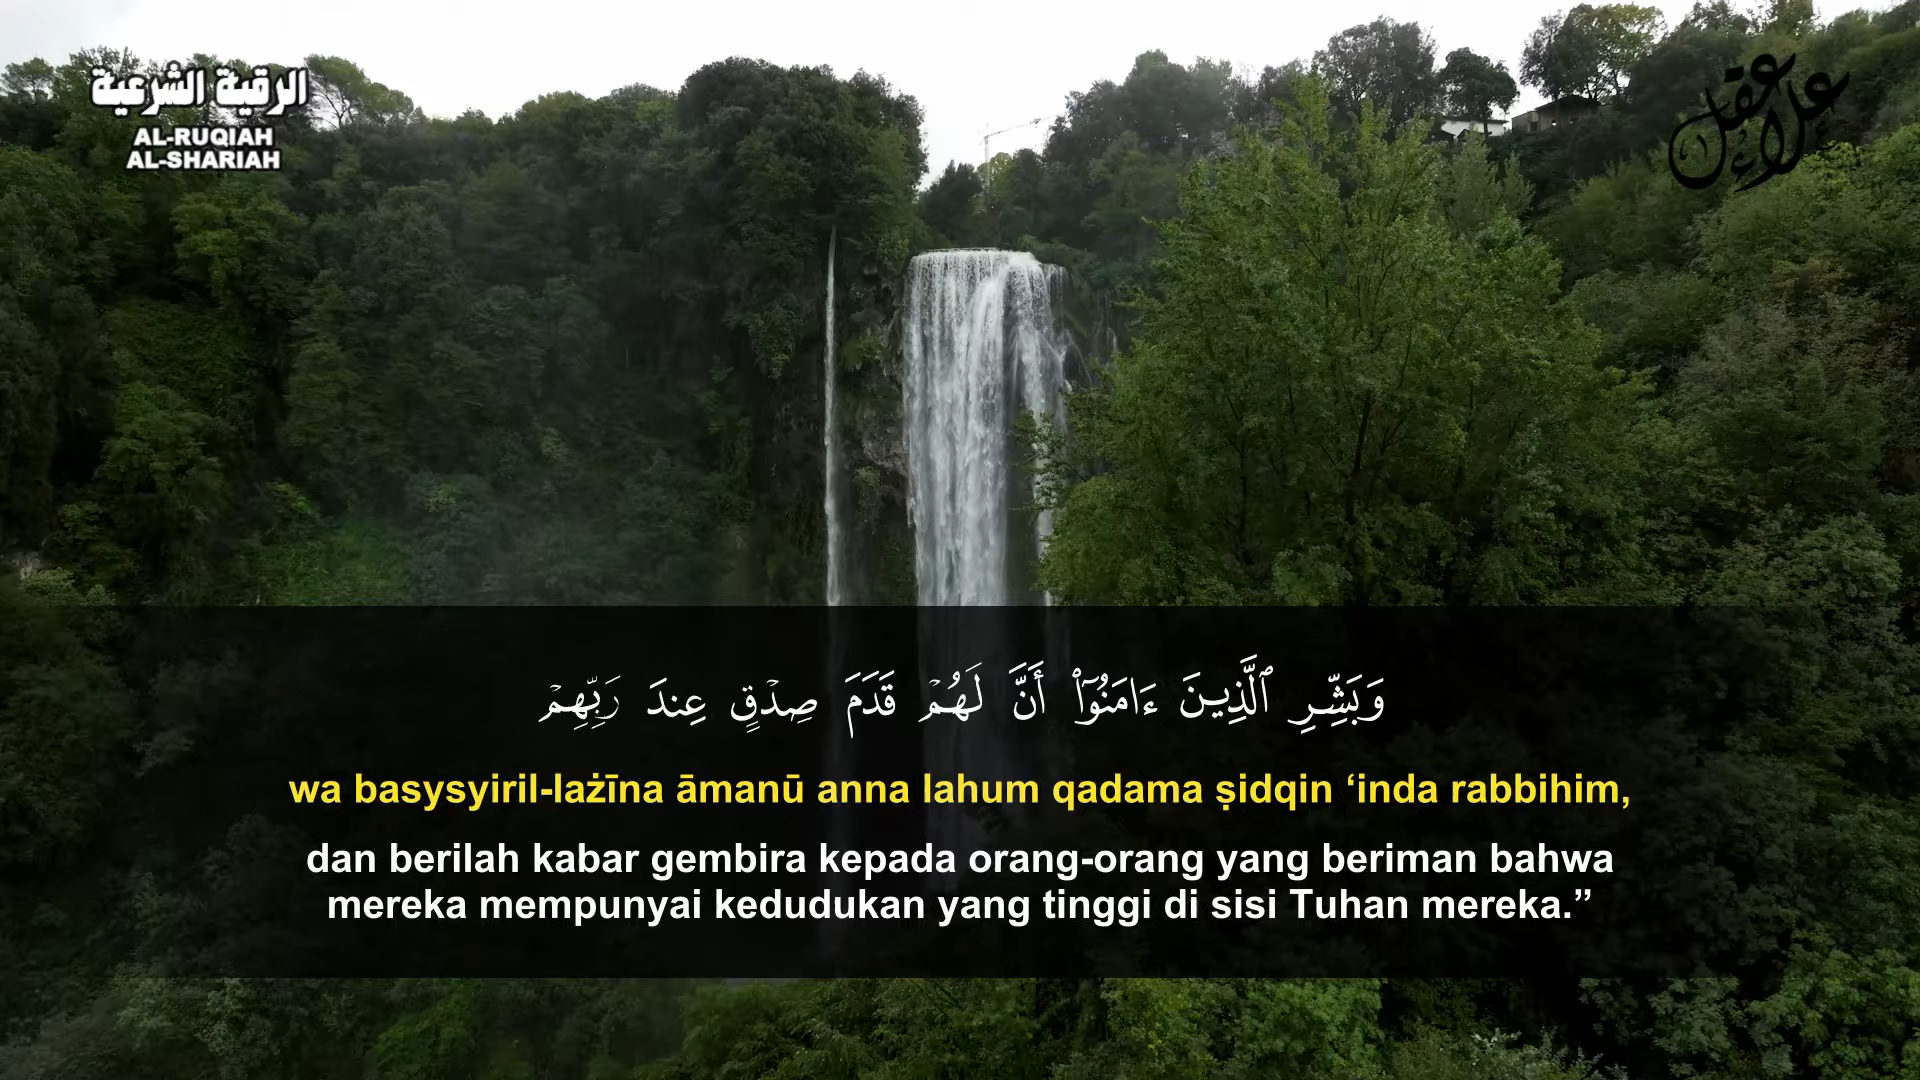 الرقية الشرعية
AL-RUQIAH
AL-SHARIAH
علاء عقل
وَبَشِّرِ ٱلَّذِينَ ءَامَنُوٓا۟ أَنَّ لَهُمْ قَدَمَ صِدْقٍ عِندَ رَبِّهِمْ
wa basysyiril-lażīna āmanū anna lahum qadama ṣidqin ‘inda rabbihim,
dan berilah kabar gembira kepada orang-orang yang beriman bahwa
mereka mempunyai kedudukan yang tinggi di sisi Tuhan mereka.”